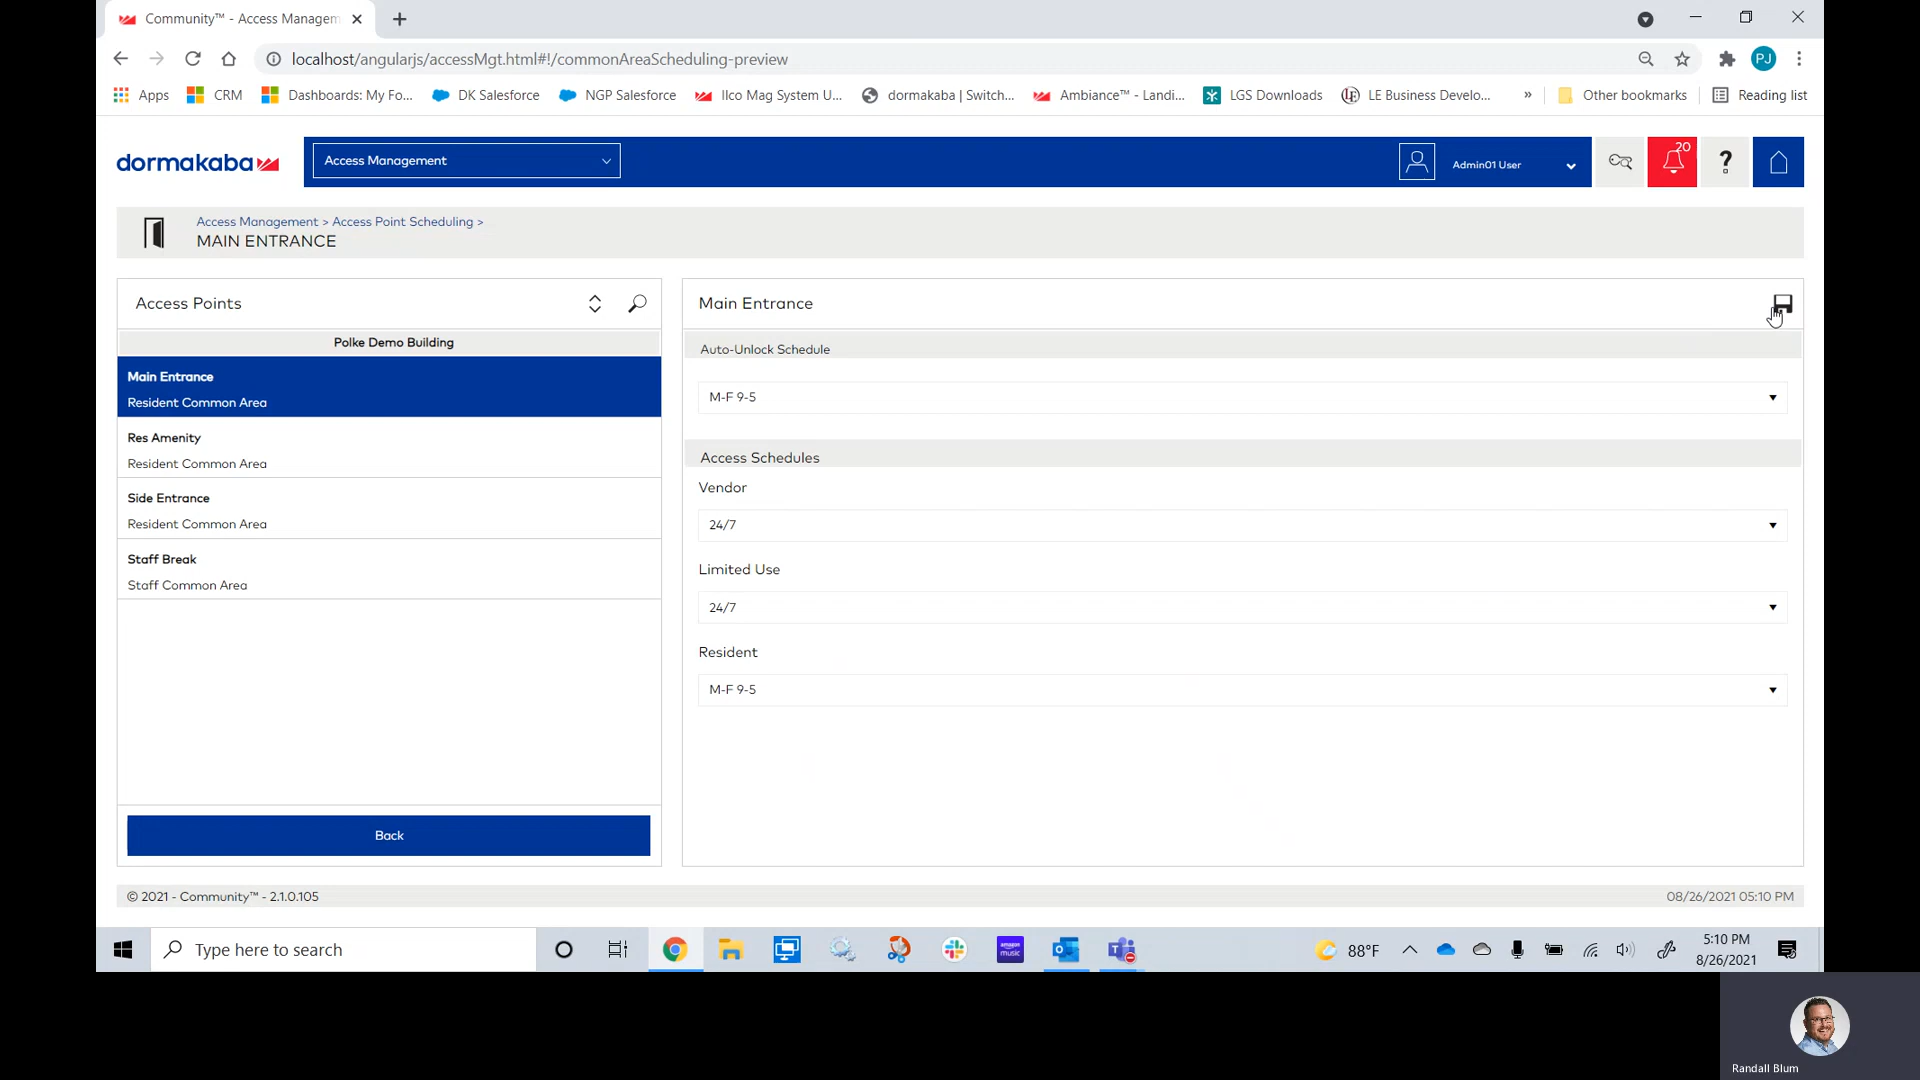 Community™ - Access Managem
localhost/angularjs/accessMgt.html#!/commonAreaScheduling-preview
PJ
Apps
CRM
Dashboards: My Fo...
DK Salesforce
NGP Salesforce
Ilco Mag System U...
dormakaba | Switch...
Ambiance™ - Landi...
LGS Downloads
LE Business Develo...
»
Other bookmarks
Reading list
dormakaba
Access Management
Admin01 User
20
?
Access Management > Access Point Scheduling >
MAIN ENTRANCE
Access Points
Polke Demo Building
Main Entrance
Resident Common Area
Res Amenity
Resident Common Area
Side Entrance
Resident Common Area
Staff Break
Staff Common Area
Back
Main Entrance
Auto-Unlock Schedule
M-F 9-5
Access Schedules
Vendor
24/7
Limited Use
24/7
Resident
M-F 9-5
© 2021 - Community™ - 2.1.0.105
08/26/2021 05:10 PM
Type here to search
amazon
music
88°F
5:10 PM
8/26/2021
Randall Blum